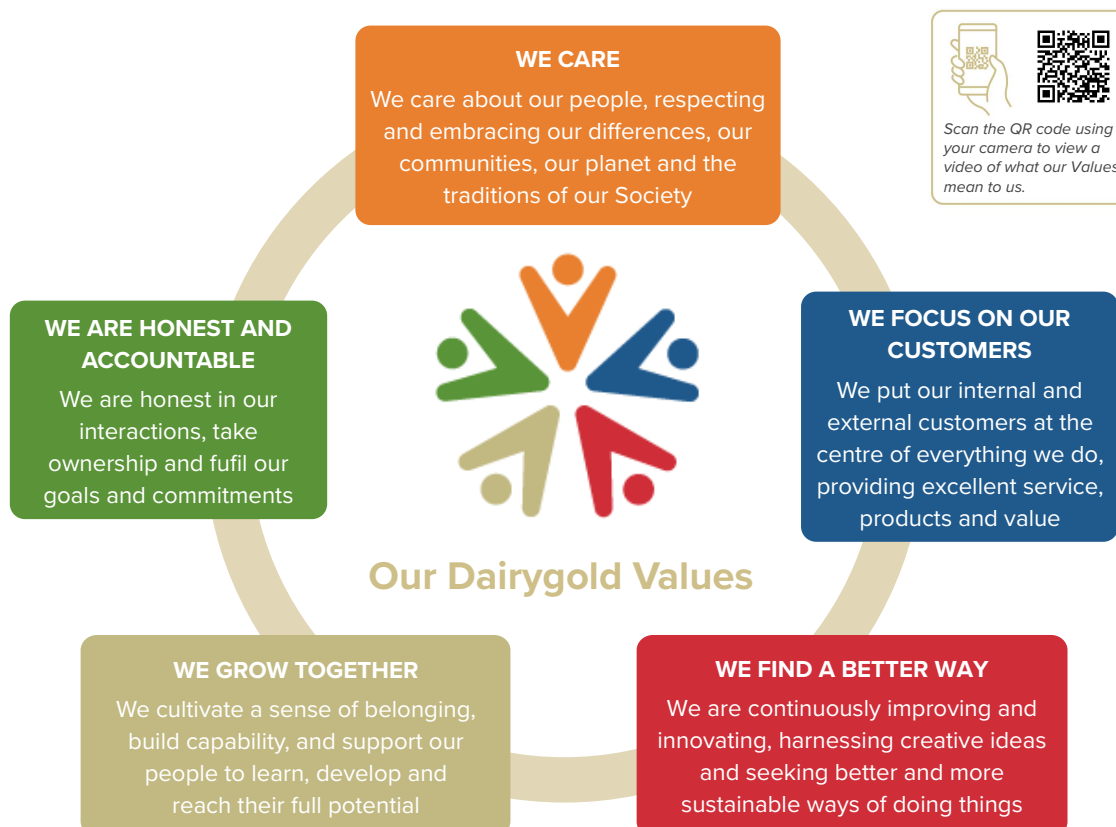 WE CARE
We care about our people, respecting
and embracing our differences, our
communities, our planet and the
traditions of our Society
Scan the QR code using
your camera to view a
video of what our Values
mean to us.
WE ARE HONEST AND
ACCOUNTABLE
We are honest in our
interactions, take
ownership and fufil our
goals and commitments
WE FOCUS ON OUR
CUSTOMERS
We put our internal and
external customers at the
centre of everything we do,
providing excellent service,
products and value
Our Dairygold Values
WE GROW TOGETHER
We cultivate a sense of belonging,
build capability, and support our
people to learn, develop and
reach their full potential
WE FIND A BETTER WAY
We are continuously improving and
innovating, harnessing creative ideas
and seeking better and more
sustainable ways of doing things